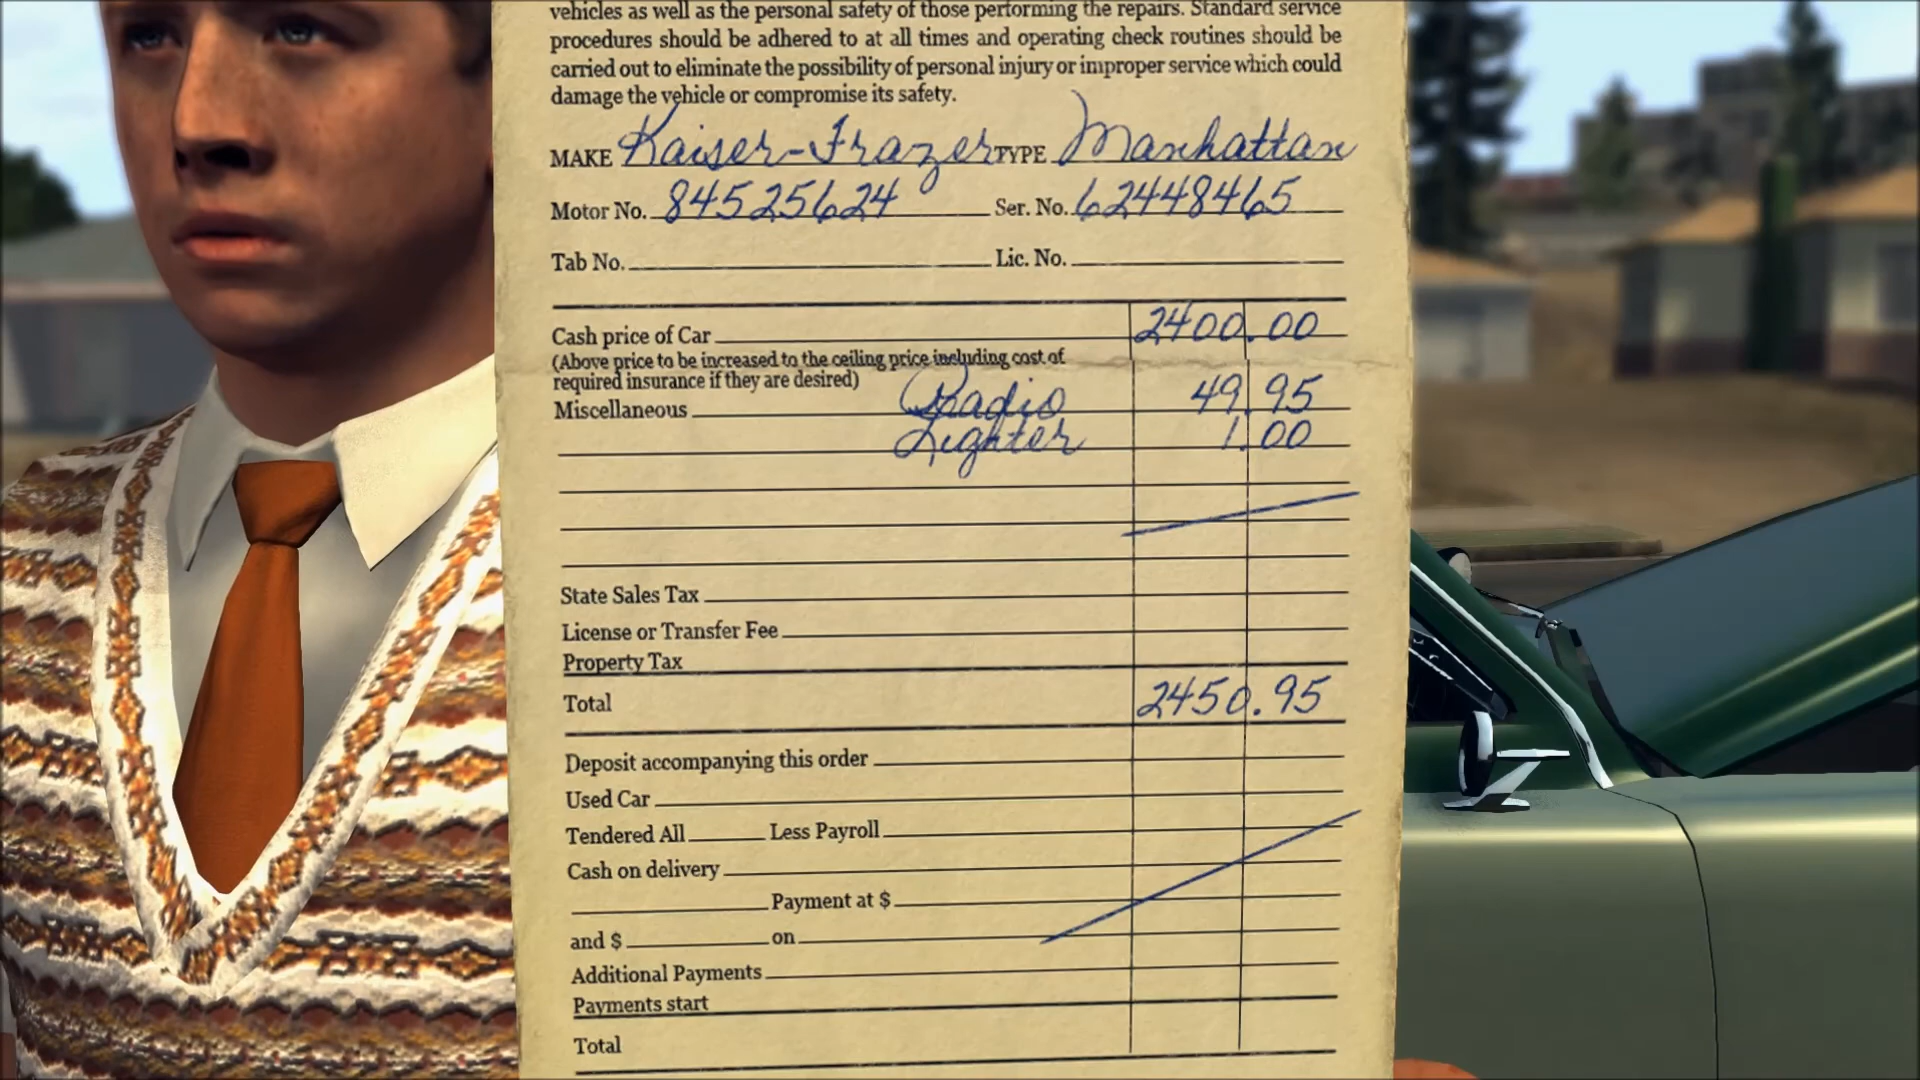 vehicles as well as the personal safety of those performing the repairs. Standard service
procedures should be adhered to at all times and operating check routines should be
carried out to eliminate the possibility of personal injury or improper service which could
damage the vehicle or compromise its safety.
MAKE Kaiser-Frazer TYPE Manhattan
Motor No. 84525624 Ser. No. 62448465
Tab No. Lic. No.
Cash price of Car 2400.00
(Above price to be increased to the ceiling price including cost of
required insurance if they are desired)
Miscellaneous Radio 49.95
Lighter 1.00
State Sales Tax
License or Transfer Fee
Property Tax
Total 2450.95
Deposit accompanying this order
Used Car
Tendered All Less Payroll
Cash on delivery
Payment at $
and $ on
Additional Payments
Payments start
Total